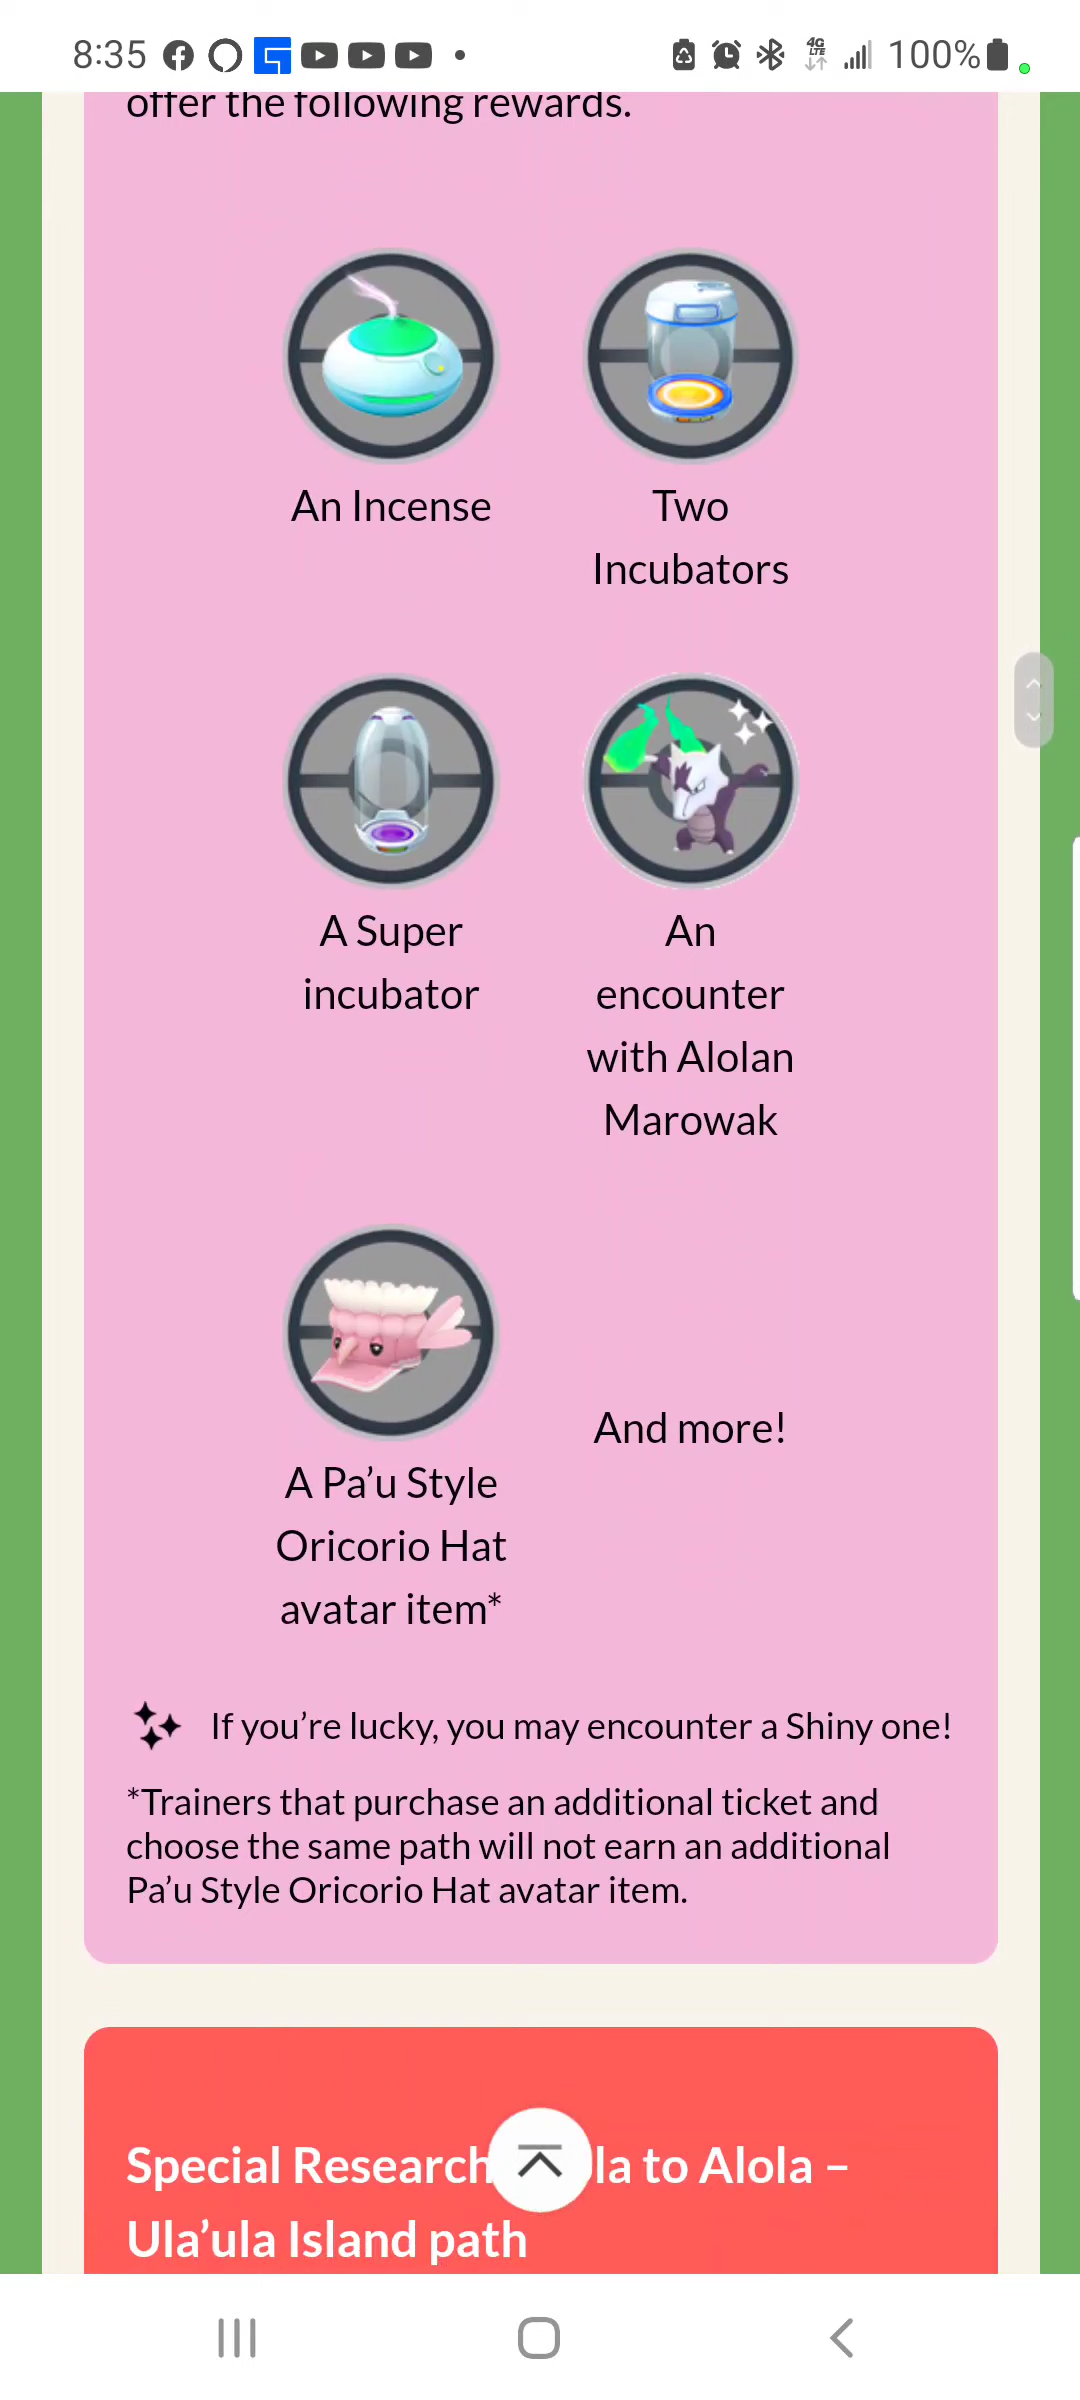 8:35
4G
LTE
100%
offer the following rewards.
An Incense
Two
Incubators
A Super
incubator
An
encounter
with Alolan
Marowak
A Pa’u Style
Oricorio Hat
avatar item*
And more!
If you’re lucky, you may encounter a Shiny one!
*Trainers that purchase an additional ticket and
choose the same path will not earn an additional
Pa’u Style Oricorio Hat avatar item.
Special Research la to Alola –
Ula’ula Island path